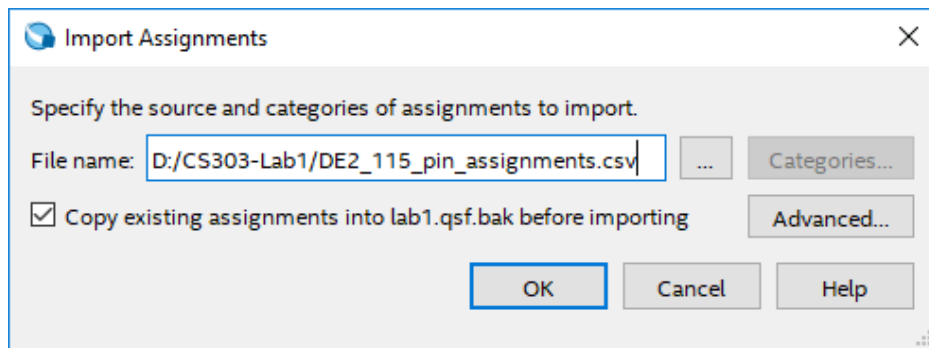 Import Assignments
Specify the source and categories of assignments to import.
File name: D:/CS303-Lab1/DE2_115_pin_assignments.csv ... Categories...
Copy existing assignments into lab1.qsf.bak before importing Advanced...
OK Cancel Help